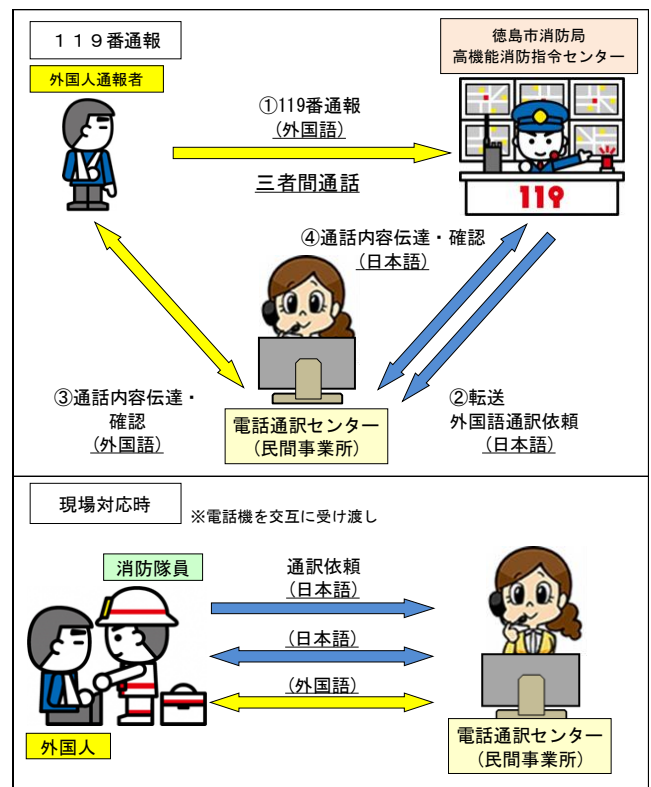 119番通報
徳島市消防局
高機能消防指令センター
外国人通報者
①119番通報
(外国語)
三者間通話
119
④通話内容伝達・確認
(日本語)
③通話内容伝達・
確認
(外国語)
②転送
外国語通訳依頼
(日本語)
電話通訳センター
(民間事業所)
現場対応時
※電話機を交互に受け渡し
消防隊員
通訳依頼
(日本語)
(日本語)
(外国語)
外国人
電話通訳センター
(民間事業所)